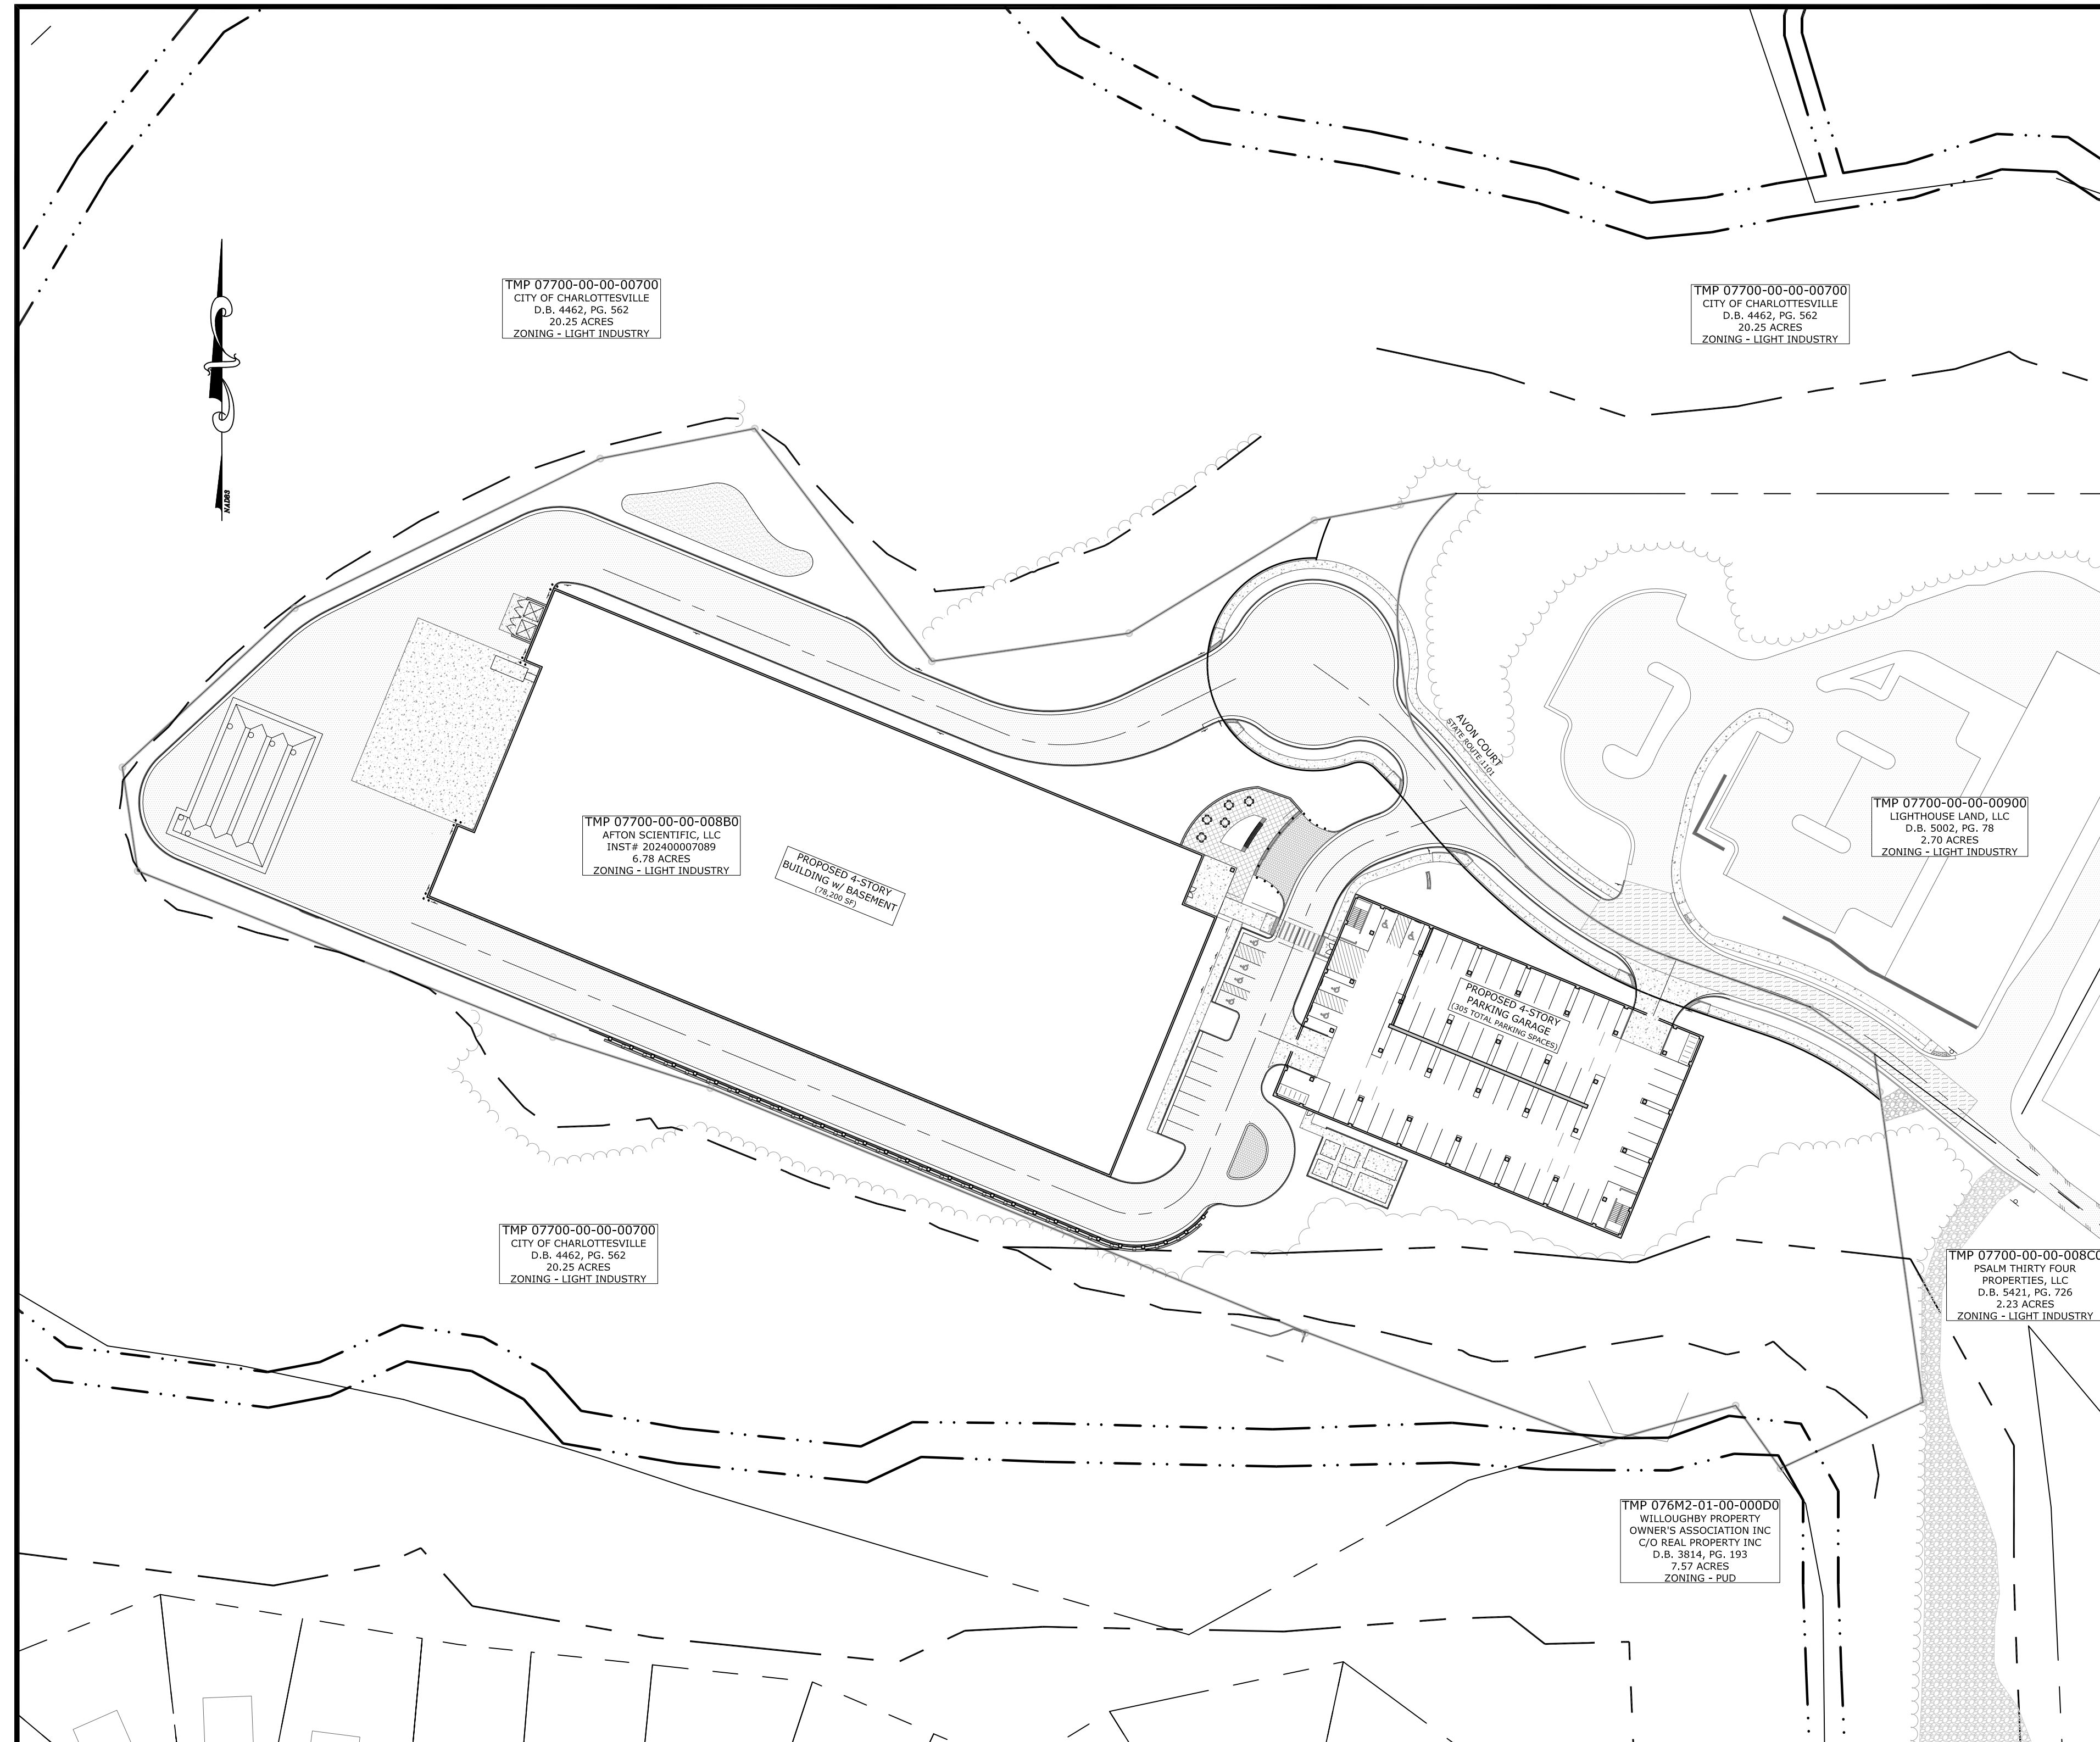 TMP 07700-00-00-00700
CITY OF CHARLOTTESVILLE
D.B. 4462, PG. 562
20.25 ACRES
ZONING - LIGHT INDUSTRY
TMP 07700-00-00-00700
CITY OF CHARLOTTESVILLE
D.B. 4462, PG. 562
20.25 ACRES
ZONING - LIGHT INDUSTRY
NAD83
AVON COURT
STATE ROUTE 1101
TMP 07700-00-00-008B0
AFTON SCIENTIFIC, LLC
INST# 202400007089
6.78 ACRES
ZONING - LIGHT INDUSTRY
PROPOSED 4-STORY
BUILDING w/ BASEMENT
(78,200 SF)
TMP 07700-00-00-00900
LIGHTHOUSE LAND, LLC
D.B. 5002, PG. 78
2.70 ACRES
ZONING - LIGHT INDUSTRY
PROPOSED 4-STORY
PARKING GARAGE
(305 TOTAL PARKING SPACES)
TMP 07700-00-00-00700
CITY OF CHARLOTTESVILLE
D.B. 4462, PG. 562
20.25 ACRES
ZONING - LIGHT INDUSTRY
TMP 07700-00-00-008C0
PSALM THIRTY FOUR
PROPERTIES, LLC
D.B. 5421, PG. 726
2.23 ACRES
ZONING - LIGHT INDUSTRY
TMP 076M2-01-00-000D0
WILLOUGHBY PROPERTY
OWNER'S ASSOCIATION INC
C/O REAL PROPERTY INC
D.B. 3814, PG. 193
7.57 ACRES
ZONING - PUD